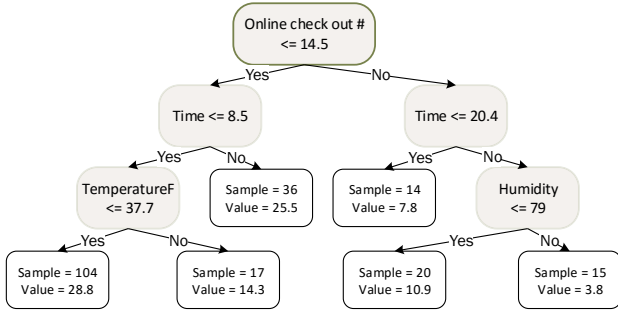 Online check out #
<= 14.5
Yes
No
Time <= 8.5
Time <= 20.4
Yes
No
Yes
No
TemperatureF
<= 37.7
Sample = 36
Value = 25.5
Sample = 14
Value = 7.8
Humidity
<= 79
Yes
No
Yes
No
Sample = 104
Value = 28.8
Sample = 17
Value = 14.3
Sample = 20
Value = 10.9
Sample = 15
Value = 3.8